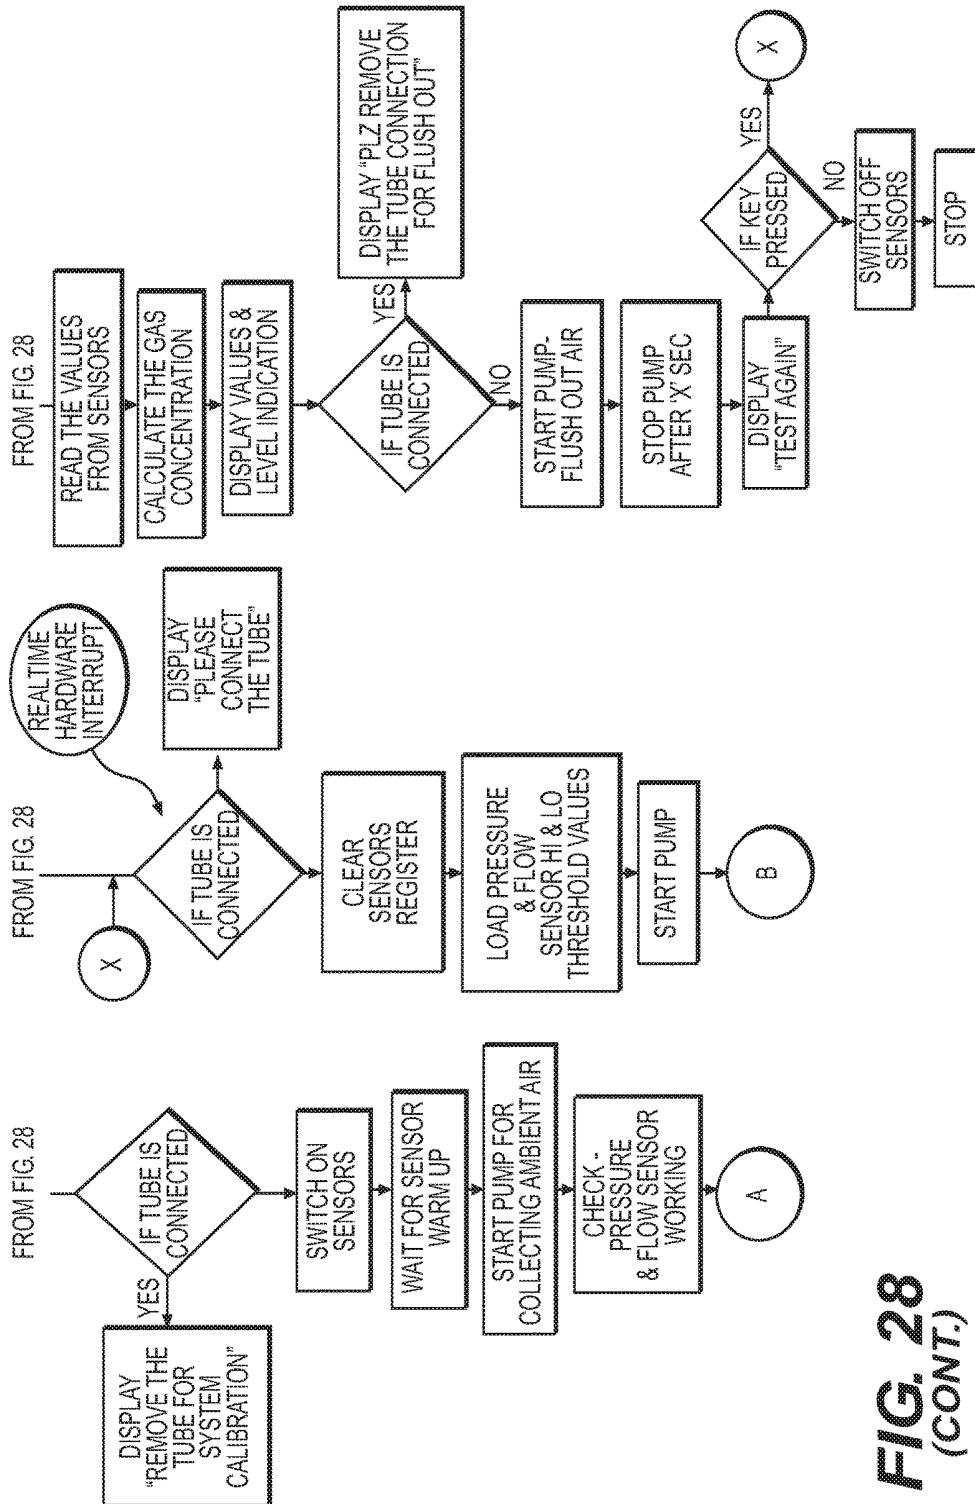 FROM FIG. 28
IF TUBE IS
CONNECTED
YES
DISPLAY
“REMOVE THE
TUBE FOR
SYSTEM
CALIBRATION”
SWITCH ON
SENSORS
WAIT FOR SENSOR
WARM UP
START PUMP FOR
COLLECTING AMBIENT AIR
CHECK -
PRESSURE
& FLOW SENSOR
WORKING
A
FROM FIG. 28
X
REALTIME
HARDWARE
INTERRUPT
IF TUBE IS
CONNECTED
DISPLAY
“PLEASE
CONNECT
THE TUBE”
CLEAR
SENSORS
REGISTER
LOAD PRESSURE
& FLOW
SENSOR HI & LO
THRESHOLD VALUES
START PUMP
B
FROM FIG. 28
READ THE VALUES
FROM SENSORS
CALCULATE THE GAS
CONCENTRATION
DISPLAY VALUES &
LEVEL INDICATION
IF TUBE IS
CONNECTED
YES
DISPLAY “PLZ REMOVE
THE TUBE CONNECTION
FOR FLUSH OUT”
NO
START PUMP-
FLUSH OUT AIR
STOP PUMP
AFTER ‘X’ SEC
DISPLAY
“TEST AGAIN”
IF KEY
PRESSED
YES
X
NO
SWITCH OFF
SENSORS
STOP
FIG. 28
(CONT.)